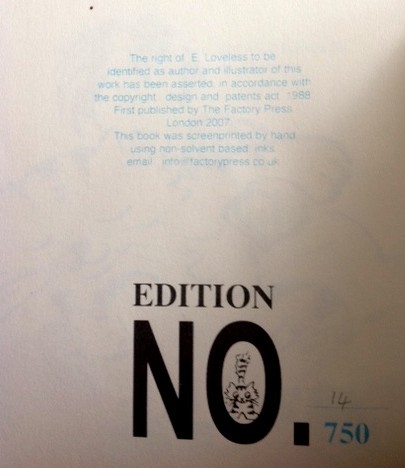 The right of E. Loveless to be
identified as author and illustrator of this
work has been asserted, in accordance with
the copyright, design and patents act 1988.
First published by The Factory Press
London 2007.
This book was screenprinted by hand
using non-solvent based inks
email: info@factorypress.co.uk
EDITION
NO.
14
750